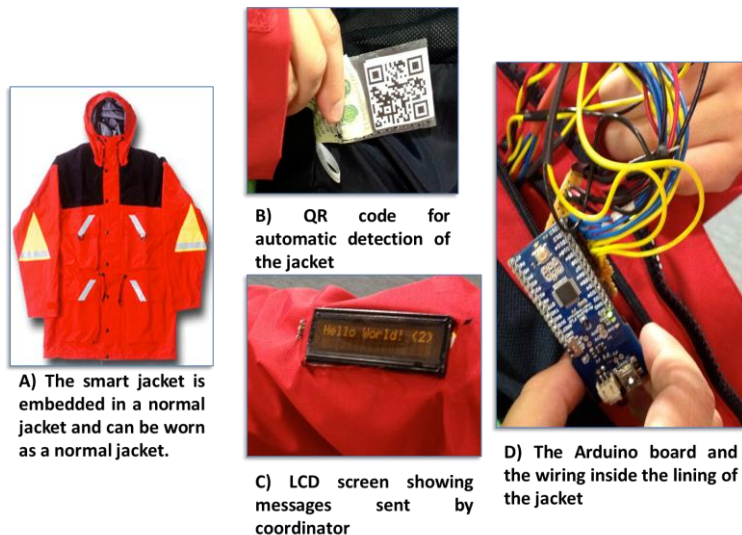 A) The smart jacket is
embedded in a normal
jacket and can be worn
as a normal jacket.
B) QR code for
automatic detection of
the jacket
Hello World! (2)
C) LCD screen showing
messages sent by
coordinator
D) The Arduino board and
the wiring inside the lining of
the jacket